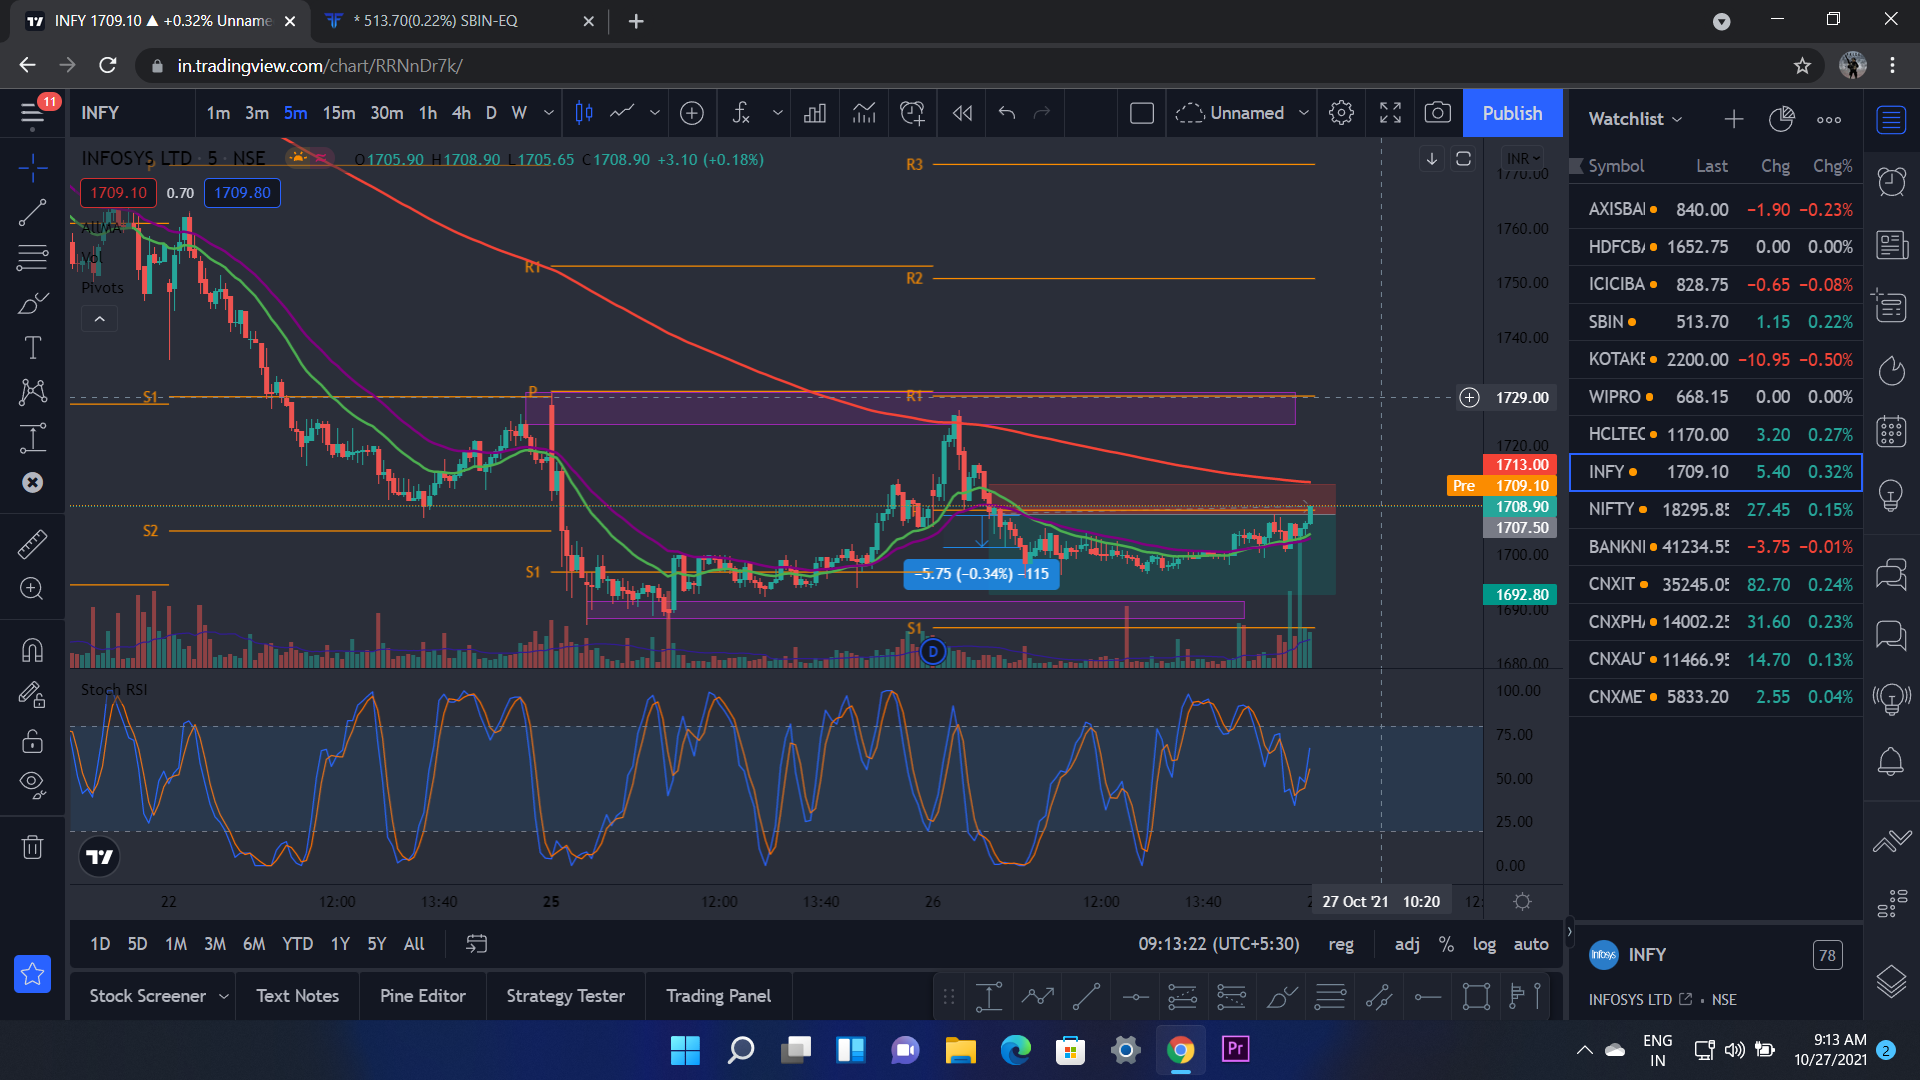 INFY 1709.10 ▲ +0.32% Unname
* 513.70(0.22%) SBIN-EQ
in.tradingview.com/chart/RRNnDr7k/
11
INFY
1m 3m 5m 15m 30m 1h 4h D W
Unnamed
Publish
INFOSYS LTD · 5 · NSE
O1705.90 H1708.90 L1705.65 C1708.90 +3.10 (+0.18%)
1709.10 0.70 1709.80
Vol
Pivots
P
R3
R1
R2
S1
P
R1
S2
S1
S1
D
−5.75 (−0.34%) −115
INR
1770.00
1760.00
1750.00
1740.00
1729.00
1720.00
1713.00
Pre 1709.10
1708.90
1707.50
1700.00
1692.80
1690.00
1680.00
Stoch RSI
100.00
75.00
50.00
25.00
0.00
22 12:00 13:40 25 12:00 13:40 26 12:00 13:40 27 Oct '21 10:20 12:
1D 5D 1M 3M 6M YTD 1Y 5Y All
09:13:22 (UTC+5:30) reg adj % log auto
Stock Screener Text Notes Pine Editor Strategy Tester Trading Panel
Watchlist
Symbol Last Chg Chg%
AXISBA 840.00 −1.90 −0.23%
HDFCBA 1652.75 0.00 0.00%
ICICIBA 828.75 −0.65 −0.08%
SBIN 513.70 1.15 0.22%
KOTAKE 2200.00 −10.95 −0.50%
WIPRO 668.15 0.00 0.00%
HCLTEC 1170.00 3.20 0.27%
INFY 1709.10 5.40 0.32%
NIFTY 18295.85 27.45 0.15%
BANKNI 41234.55 −3.75 −0.01%
CNXIT 35245.05 82.70 0.24%
CNXPHA 14002.25 31.60 0.23%
CNXAU 11466.95 14.70 0.13%
CNXME 5833.20 2.55 0.04%
Infosys INFY 78
INFOSYS LTD · NSE
Pr
ENG
IN
9:13 AM
10/27/2021
2